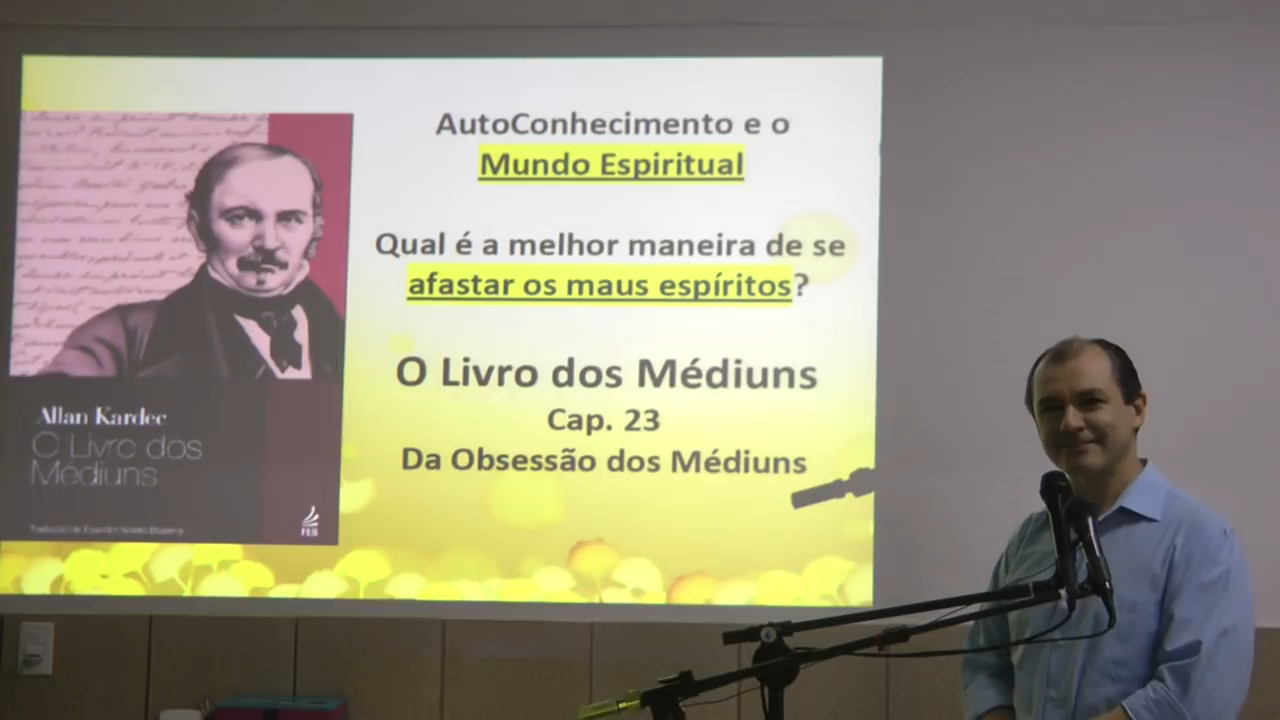 AutoConhecimento e o
Mundo Espiritual
Qual é a melhor maneira de se
afastar os maus espíritos?
O Livro dos Médiuns
Cap. 23
Da Obsessão dos Médiuns
Allan Kardec
O Livro dos
Médiuns
FEB